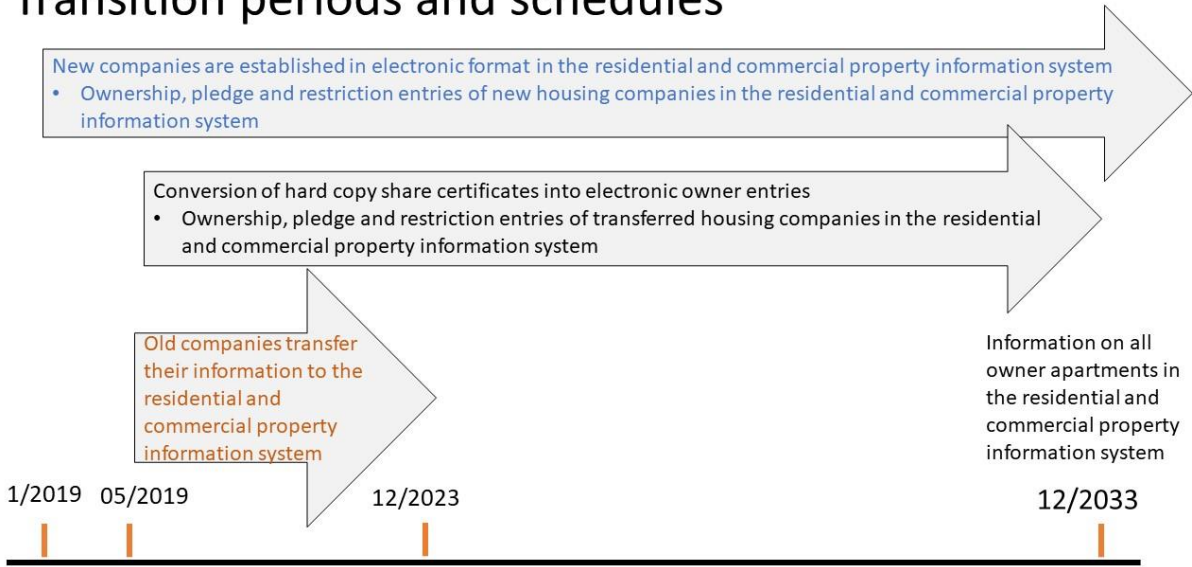 Transition periods and schedules
New companies are established in electronic format in the residential and commercial property information system
• Ownership, pledge and restriction entries of new housing companies in the residential and commercial property
information system
Conversion of hard copy share certificates into electronic owner entries
• Ownership, pledge and restriction entries of transferred housing companies in the residential
and commercial property information system
Old companies transfer
their information to the
residential and
commercial property
information system
Information on all
owner apartments in
the residential and
commercial property
information system
1/2019 05/2019 12/2023 12/2033